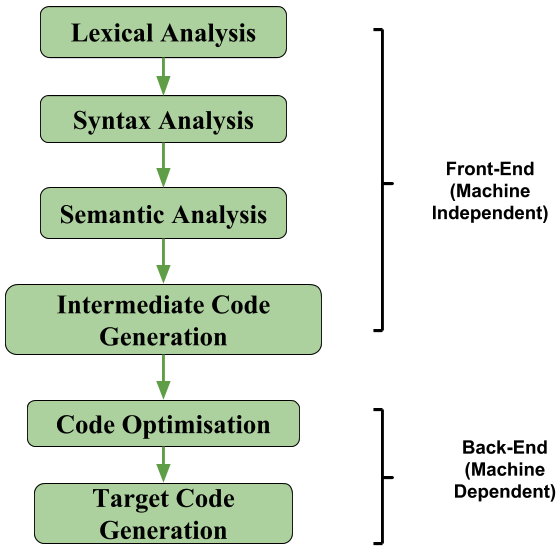 Lexical Analysis
Syntax Analysis
Semantic Analysis
Intermediate Code
Generation
Front-End
(Machine
Independent)
Code Optimisation
Target Code
Generation
Back-End
(Machine
Dependent)